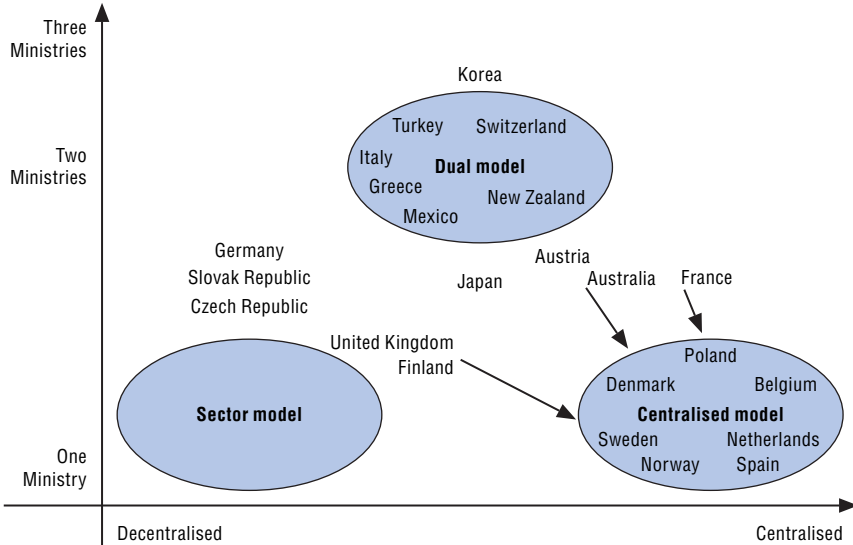 Three
Ministries
Korea
Turkey
Switzerland
Two
Ministries
Italy
Dual model
Greece
New Zealand
Mexico
Germany
Slovak Republic
Czech Republic
Austria
Japan
Australia
France
United Kingdom
Finland
Poland
Denmark
Belgium
Sector model
Centralised model
Sweden
Netherlands
Norway
Spain
One
Ministry
Decentralised
Centralised